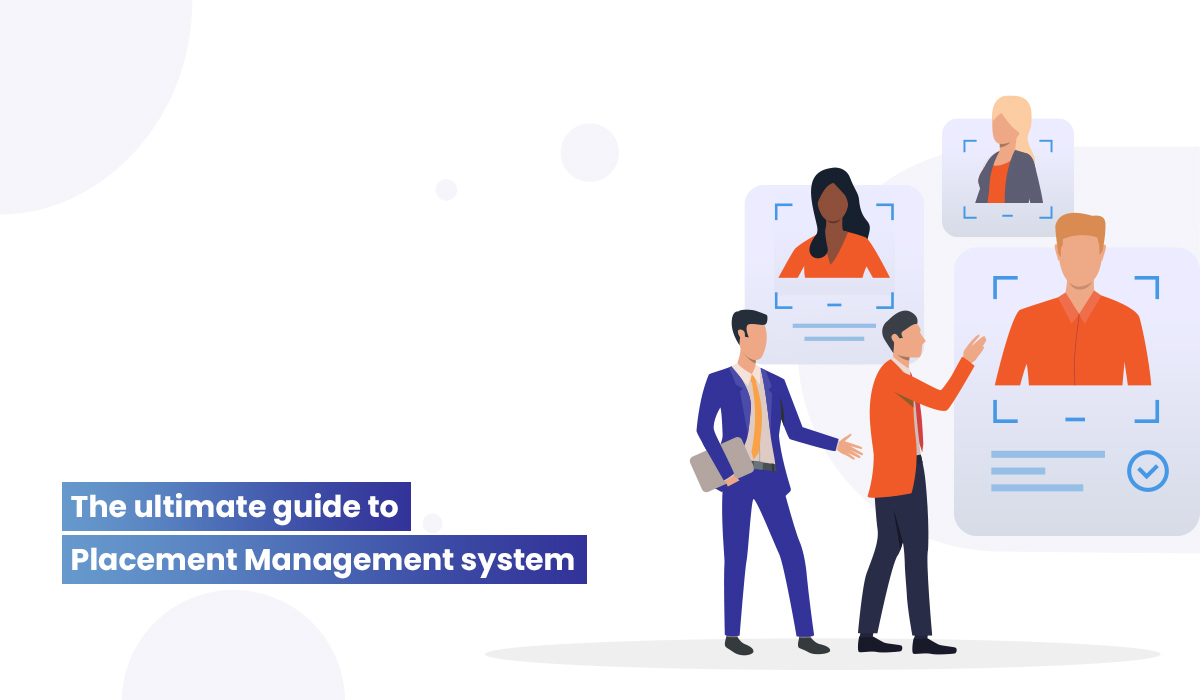 The ultimate guide to
Placement Management system